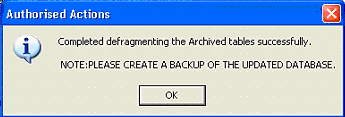 Authorised Actions
Completed defragmenting the Archived tables successfully.
NOTE:PLEASE CREATE A BACKUP OF THE UPDATED DATABASE.
OK